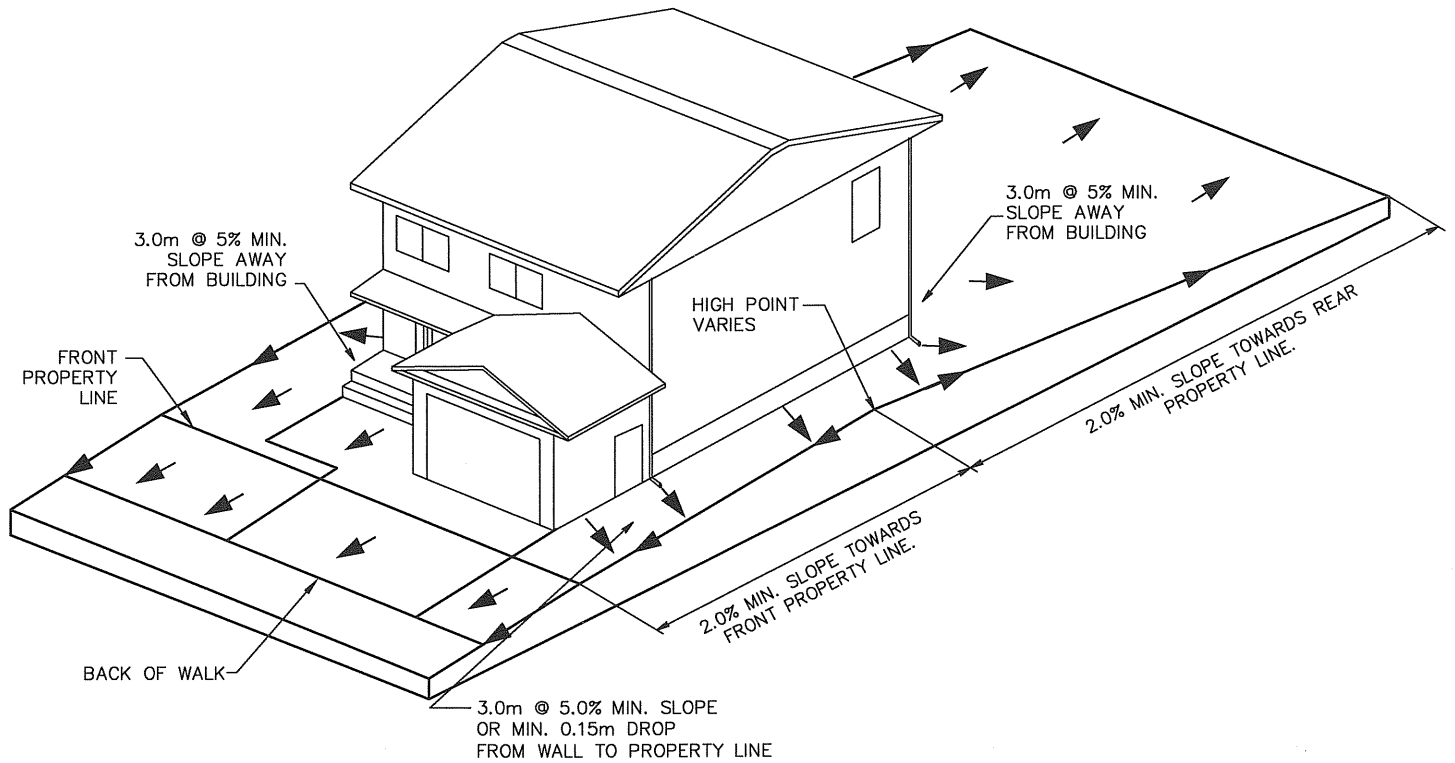 3.0m @ 5% MIN.
SLOPE AWAY
FROM BUILDING
3.0m @ 5% MIN.
SLOPE AWAY
FROM BUILDING
HIGH POINT
VARIES
FRONT
PROPERTY
LINE
2.0% MIN. SLOPE TOWARDS REAR
PROPERTY LINE.
2.0% MIN. SLOPE TOWARDS
FRONT PROPERTY LINE.
BACK OF WALK
3.0m @ 5.0% MIN. SLOPE
OR MIN. 0.15m DROP
FROM WALL TO PROPERTY LINE